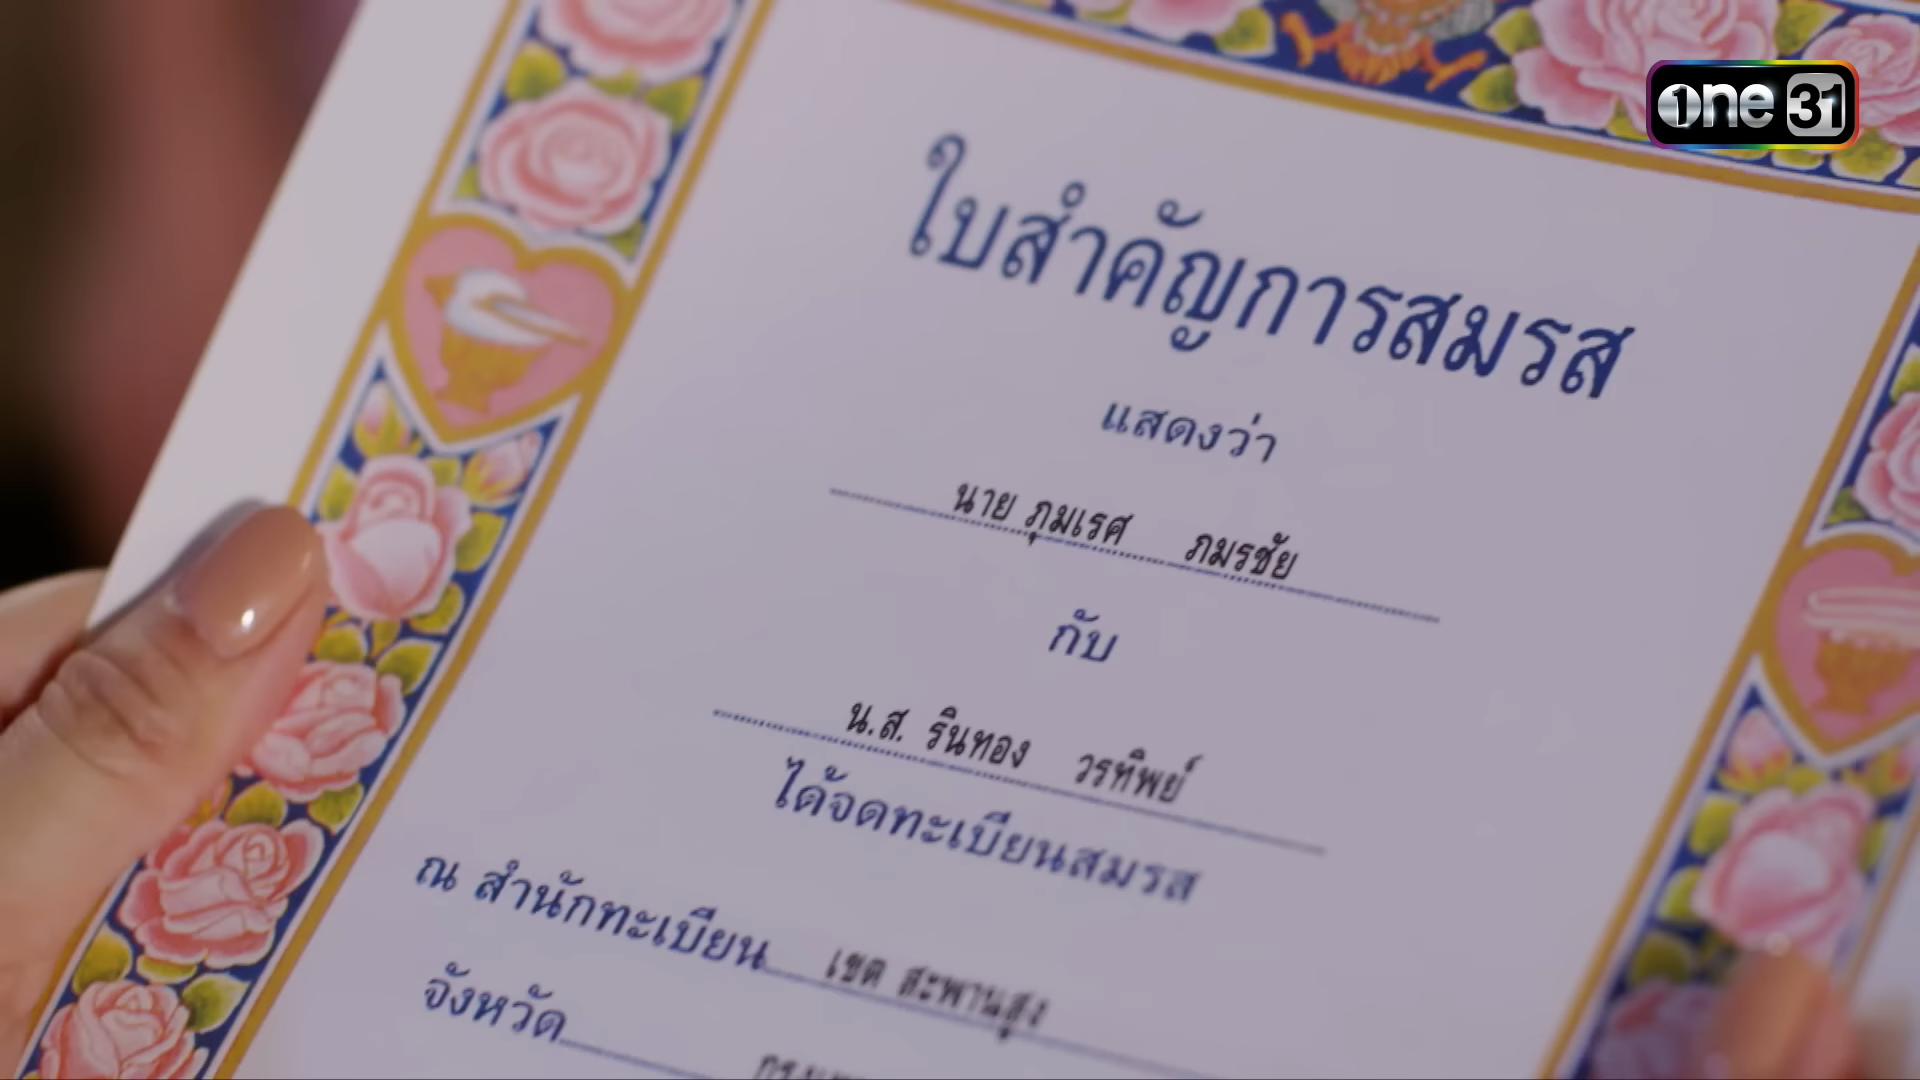 one 31
ใบสำคัญการสมรส
แสดงว่า
นาย ภุมเรศ ภมรชัย
กับ
น.ส. รินทอง วรทิพย์
ได้จดทะเบียนสมรส
ณ สำนักทะเบียน เขต สะพานสูง
จังหวัด